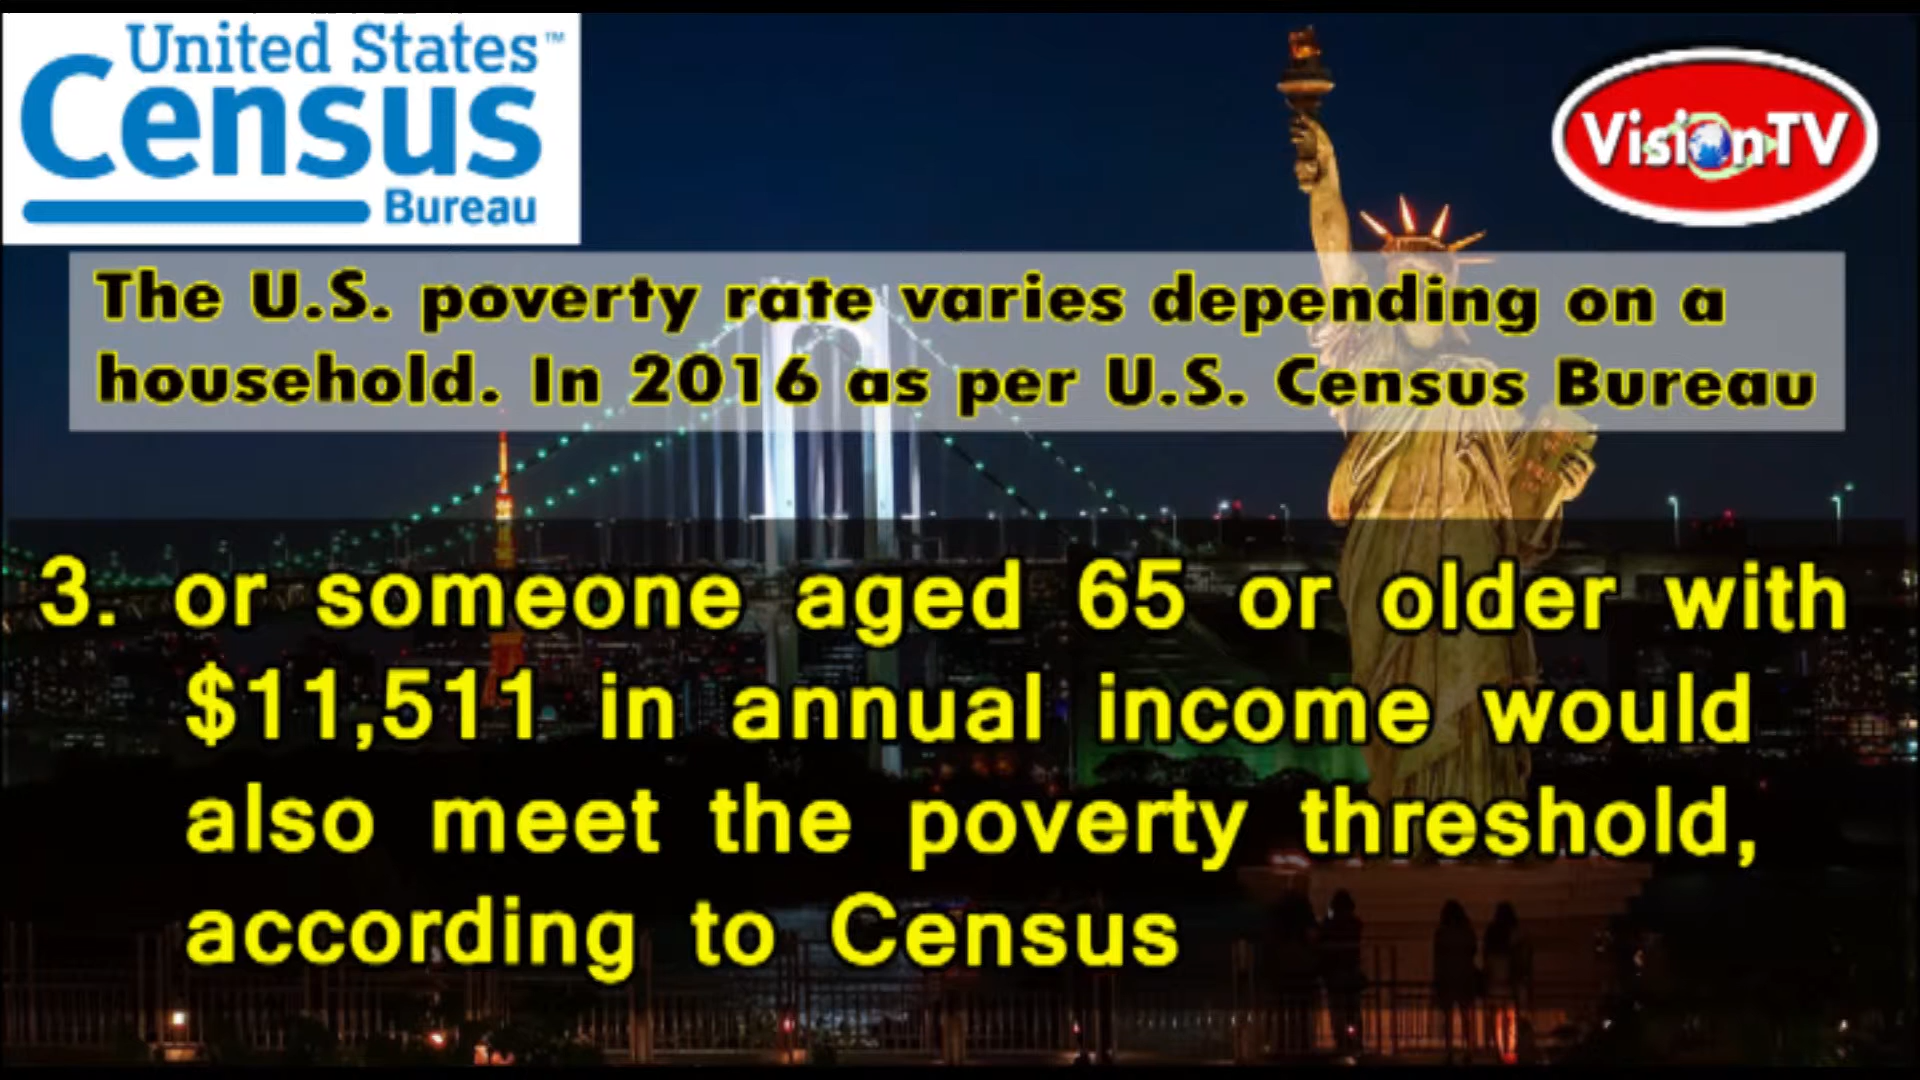 United States™
Census
Bureau
VisionTV
The U.S. poverty rate varies depending on a
household. In 2016 as per U.S. Census Bureau
3. or someone aged 65 or older with
$11,511 in annual income would
also meet the poverty threshold,
according to Census